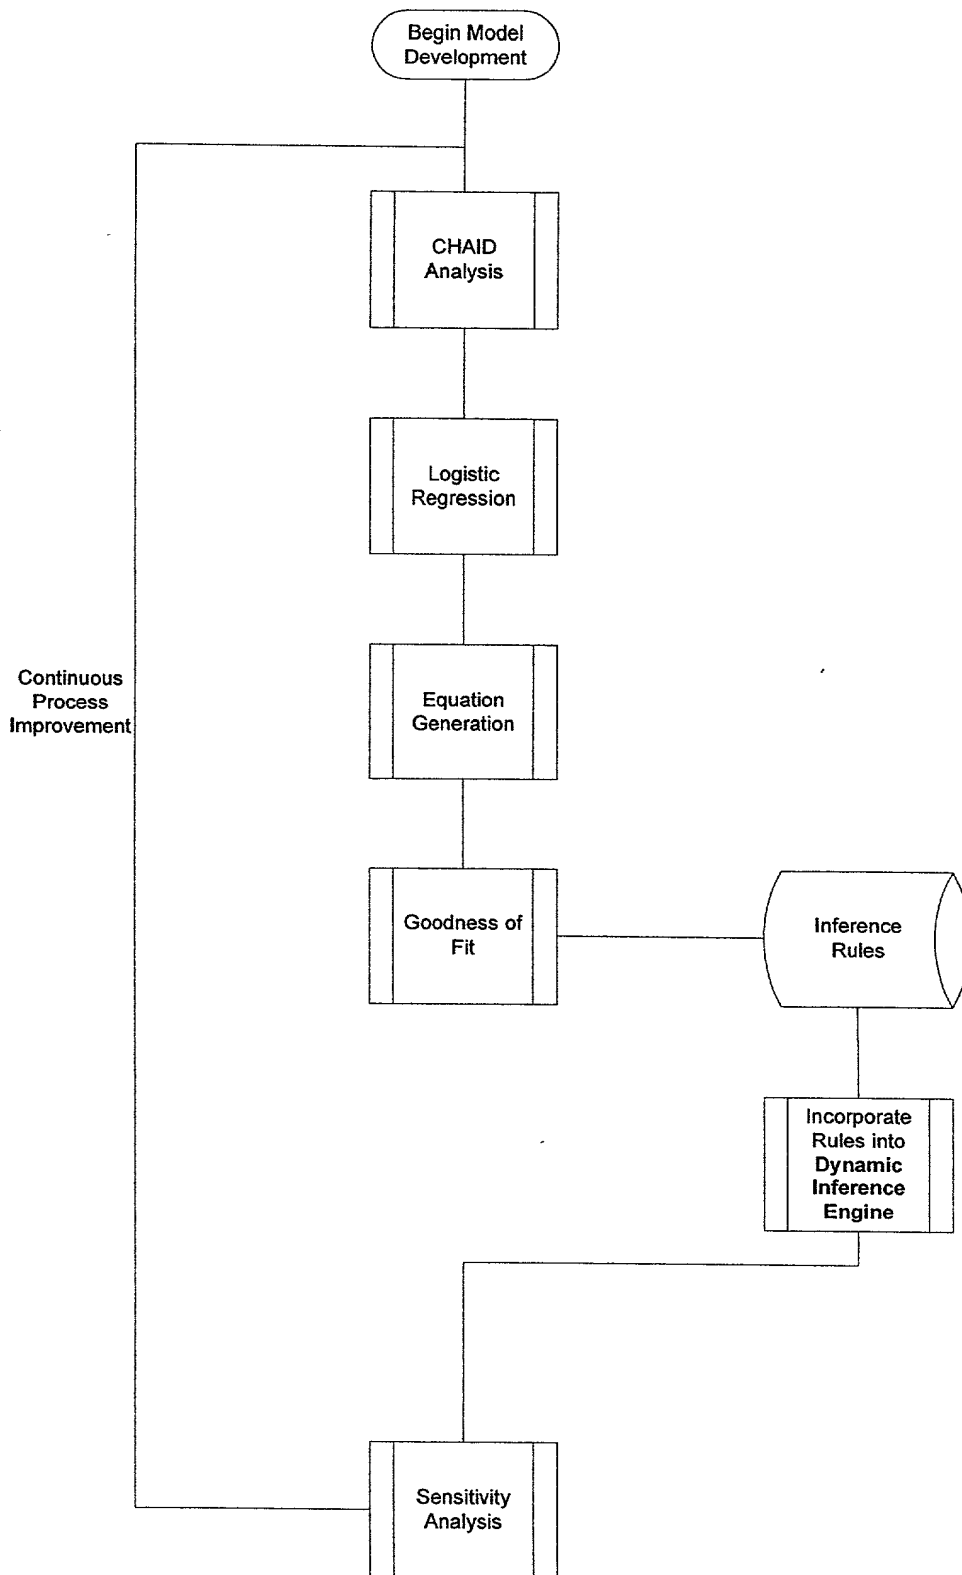 Begin Model
Development
CHAID
Analysis
Logistic
Regression
Equation
Generation
Continuous
Process
Improvement
Goodness of
Fit
Inference
Rules
Incorporate
Rules into
Dynamic
Inference
Engine
Sensitivity
Analysis